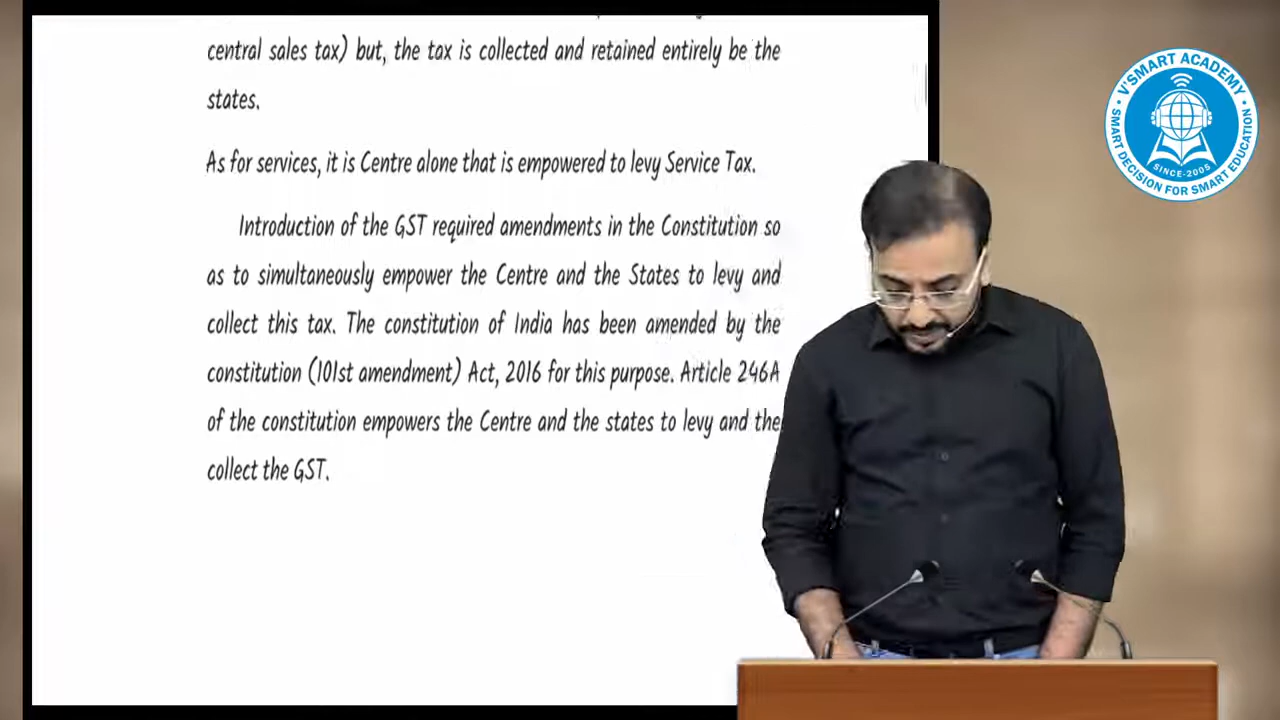 central sales tax) but, the tax is collected and retained entirely be the
states.
As for services, it is Centre alone that is empowered to levy Service Tax.
Introduction of the GST required amendments in the Constitution so
as to simultaneously empower the Centre and the States to levy and
collect this tax. The constitution of India has been amended by the
constitution (101st amendment) Act, 2016 for this purpose. Article 246A
of the constitution empowers the Centre and the states to levy and the
collect the GST.
V'SMART ACADEMY
SINCE-2005
SMART DECISION FOR SMART EDUCATION